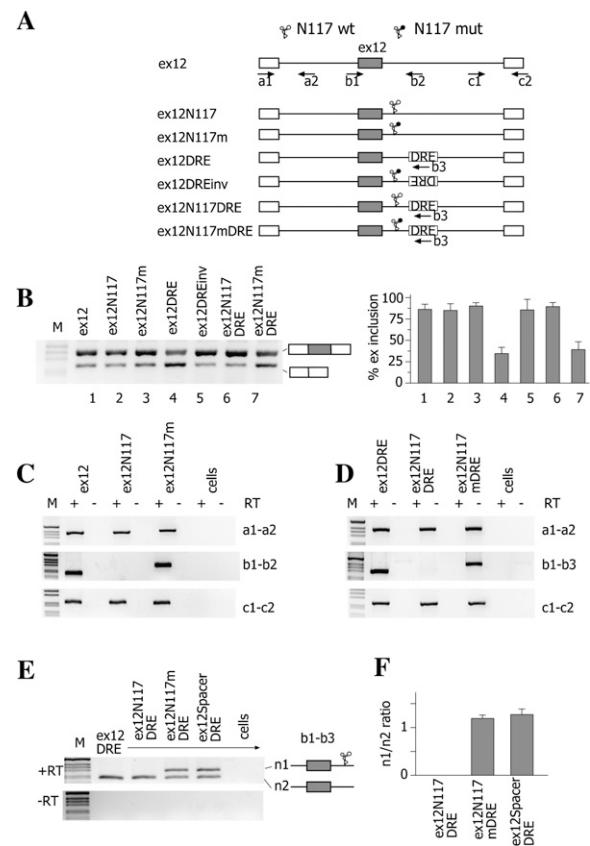 A
N117 wt N117 mut
ex12
ex12
a1 a2 b1 b2 c1 c2
ex12N117
ex12N117m
ex12DRE DRE
b3
ex12DREinv DRE
ex12N117DRE DRE
b3
ex12N117mDRE DRE
b3
B
M ex12 ex12N117 ex12N117m ex12DRE ex12DREinv ex12N117 DRE ex12N117m DRE
1 2 3 4 5 6 7
% ex inclusion
100
75
50
25
0
1 2 3 4 5 6 7
C
ex12 ex12N117 ex12N117m cells
M + - + - + - + - RT
a1-a2
b1-b2
c1-c2
D
ex12DRE ex12N117 DRE ex12N117 mDRE cells
M + - + - + - + - RT
a1-a2
b1-b3
c1-c2
E
M ex12 DRE ex12N117 DRE ex12N117m DRE ex12Spacer DRE cells
b1-b3
+RT
n1
n2
-RT
F
n1/n2 ratio
1
0
ex12N117 DRE
ex12N117 mDRE
ex12Spacer DRE